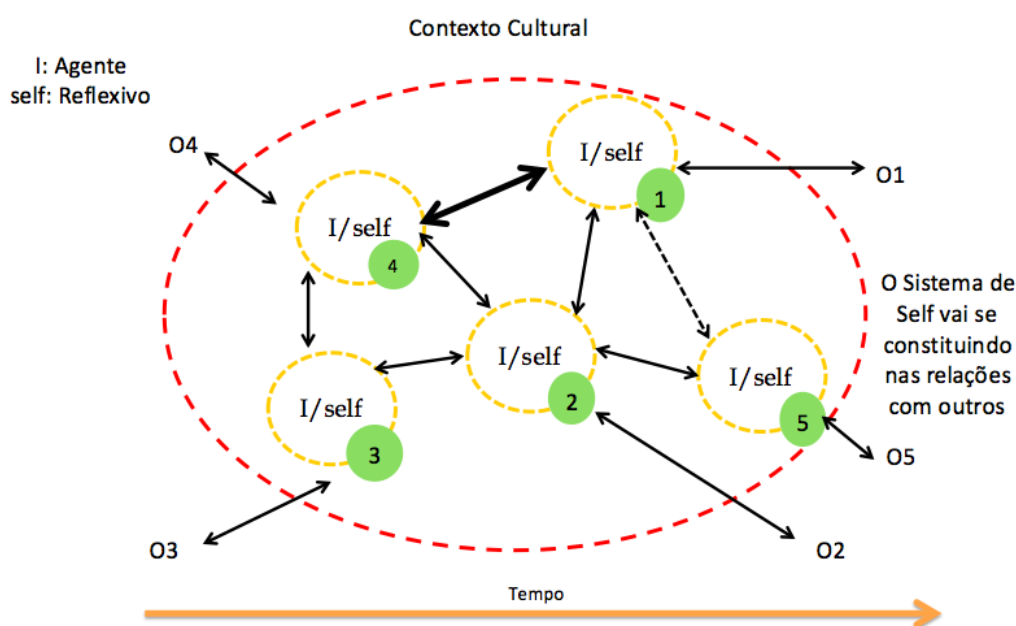 Contexto Cultural
I: Agente
self: Reflexivo
O4
I/self
1
O1
I/self
4
O Sistema de
Self vai se
constituindo
nas relações
com outros
I/self
2
I/self
5
I/self
3
O5
O3
O2
Tempo